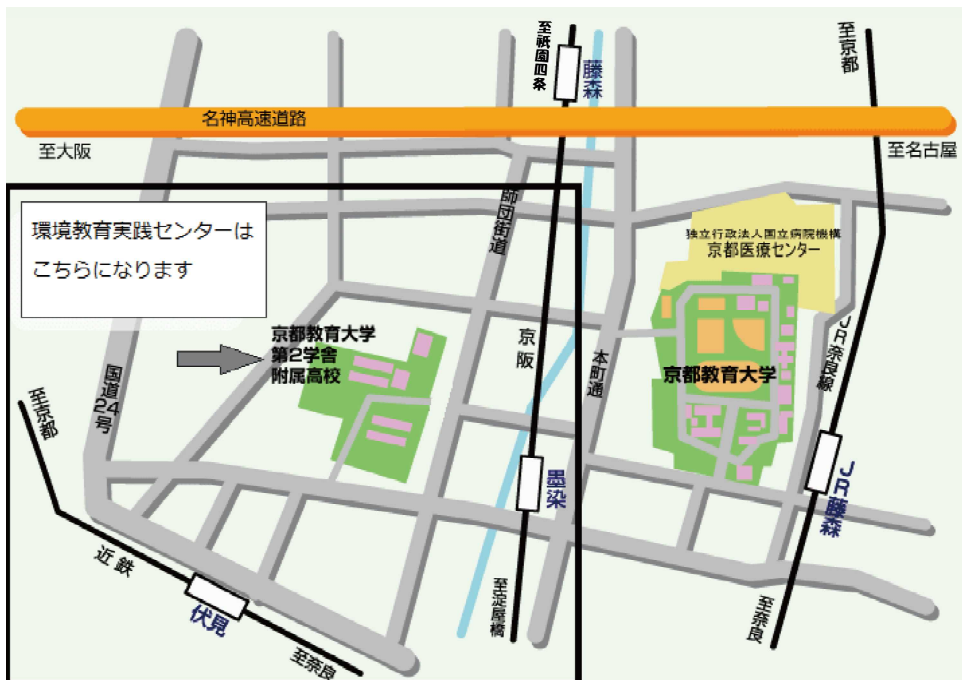 至祇園四条
藤森
至京都
名神高速道路
至大阪
至名古屋
環境教育実践センターは
こちらになります
師団街道
独立行政法人国立病院機構
京都医療センター
京都教育大学
第2学舎
附属高校
京阪
本町通
京都教育大学
JR奈良線
国道24号
至京都
墨染
JR藤森
近鉄
伏見
至淀屋橋
至奈良
至奈良